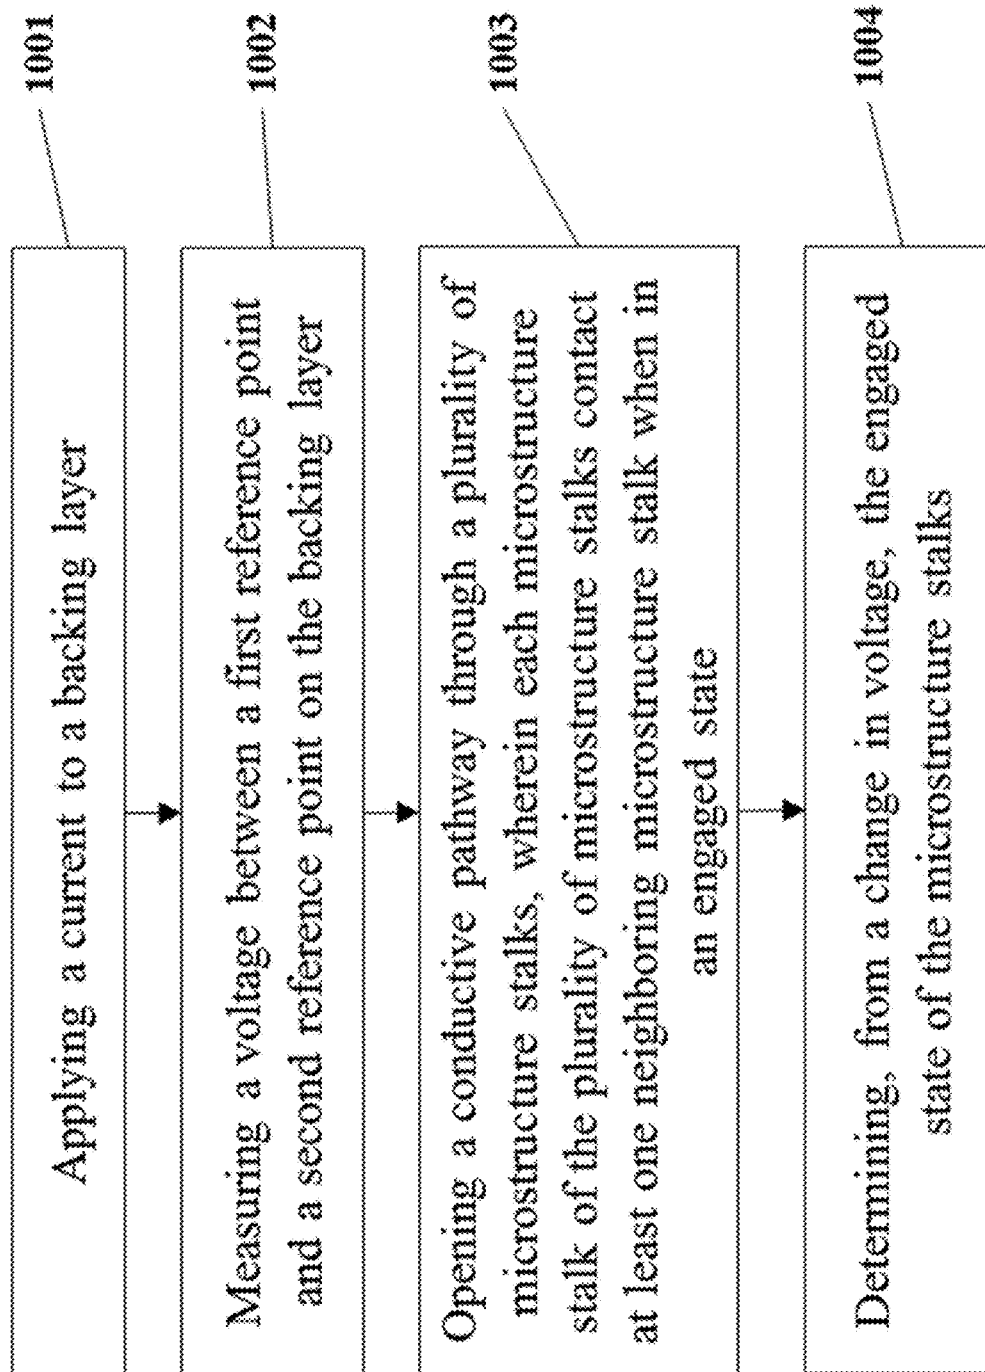 Applying a current to a backing layer
1001
Measuring a voltage between a first reference point
and a second reference point on the backing layer
1002
Opening a conductive pathway through a plurality of
microstructure stalks, wherein each microstructure
stalk of the plurality of microstructure stalks contact
at least one neighboring microstructure stalk when in
an engaged state
1003
Determining, from a change in voltage, the engaged
state of the microstructure stalks
1004